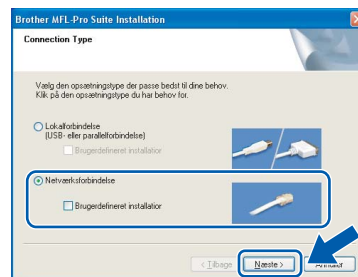 Brother MFL-Pro Suite Installation
Connection Type
Vælg den opsætningstype der passe bedst til dine behov.
Klik på den opsætningstype du har behov for.
Lokalforbindelse
(USB- eller parallelforbindelse)
Brugerdefineret installation
Netværksforbindelse
Brugerdefineret installation
< Tilbage Næste > Annuller